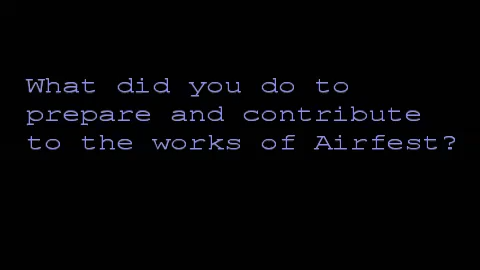 What did you do to
prepare and contribute
to the works of Airfest?